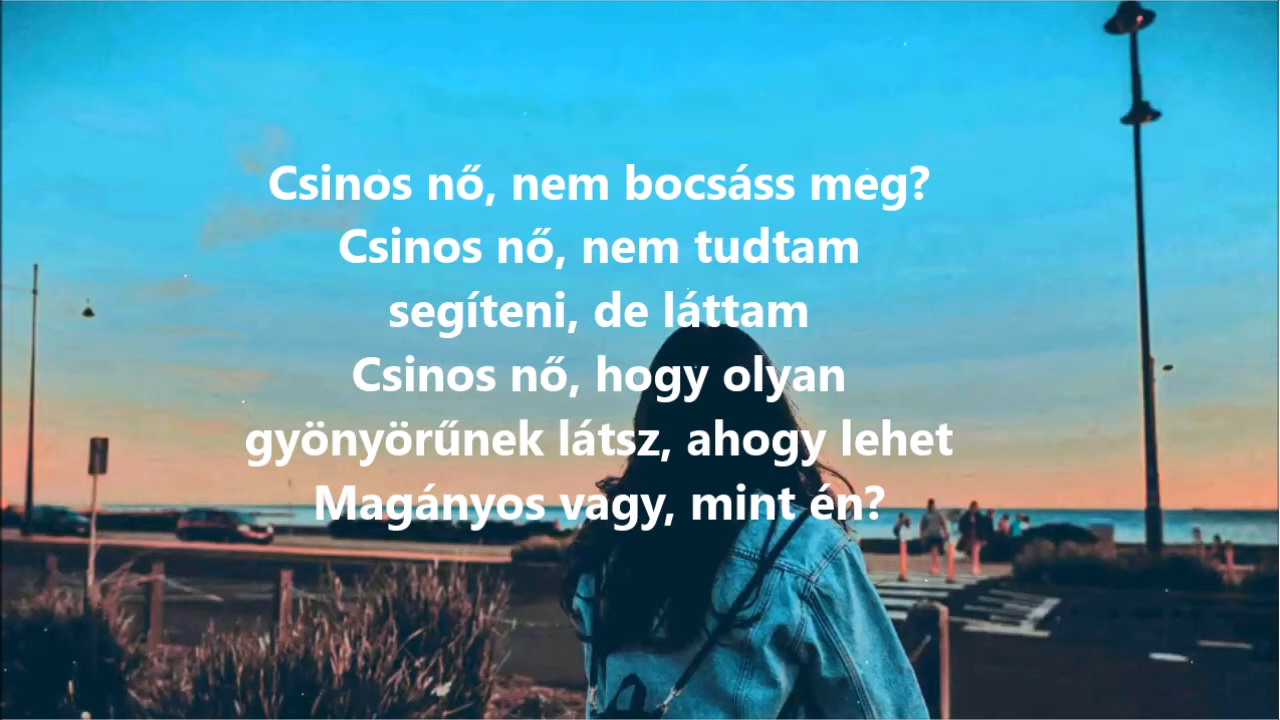 Csinos nő, nem bocsáss meg?
Csinos nő, nem tudtam
segíteni, de láttam
Csinos nő, hogy olyan
gyönyörűnek látsz, ahogy lehet
Magányos vagy, mint én?